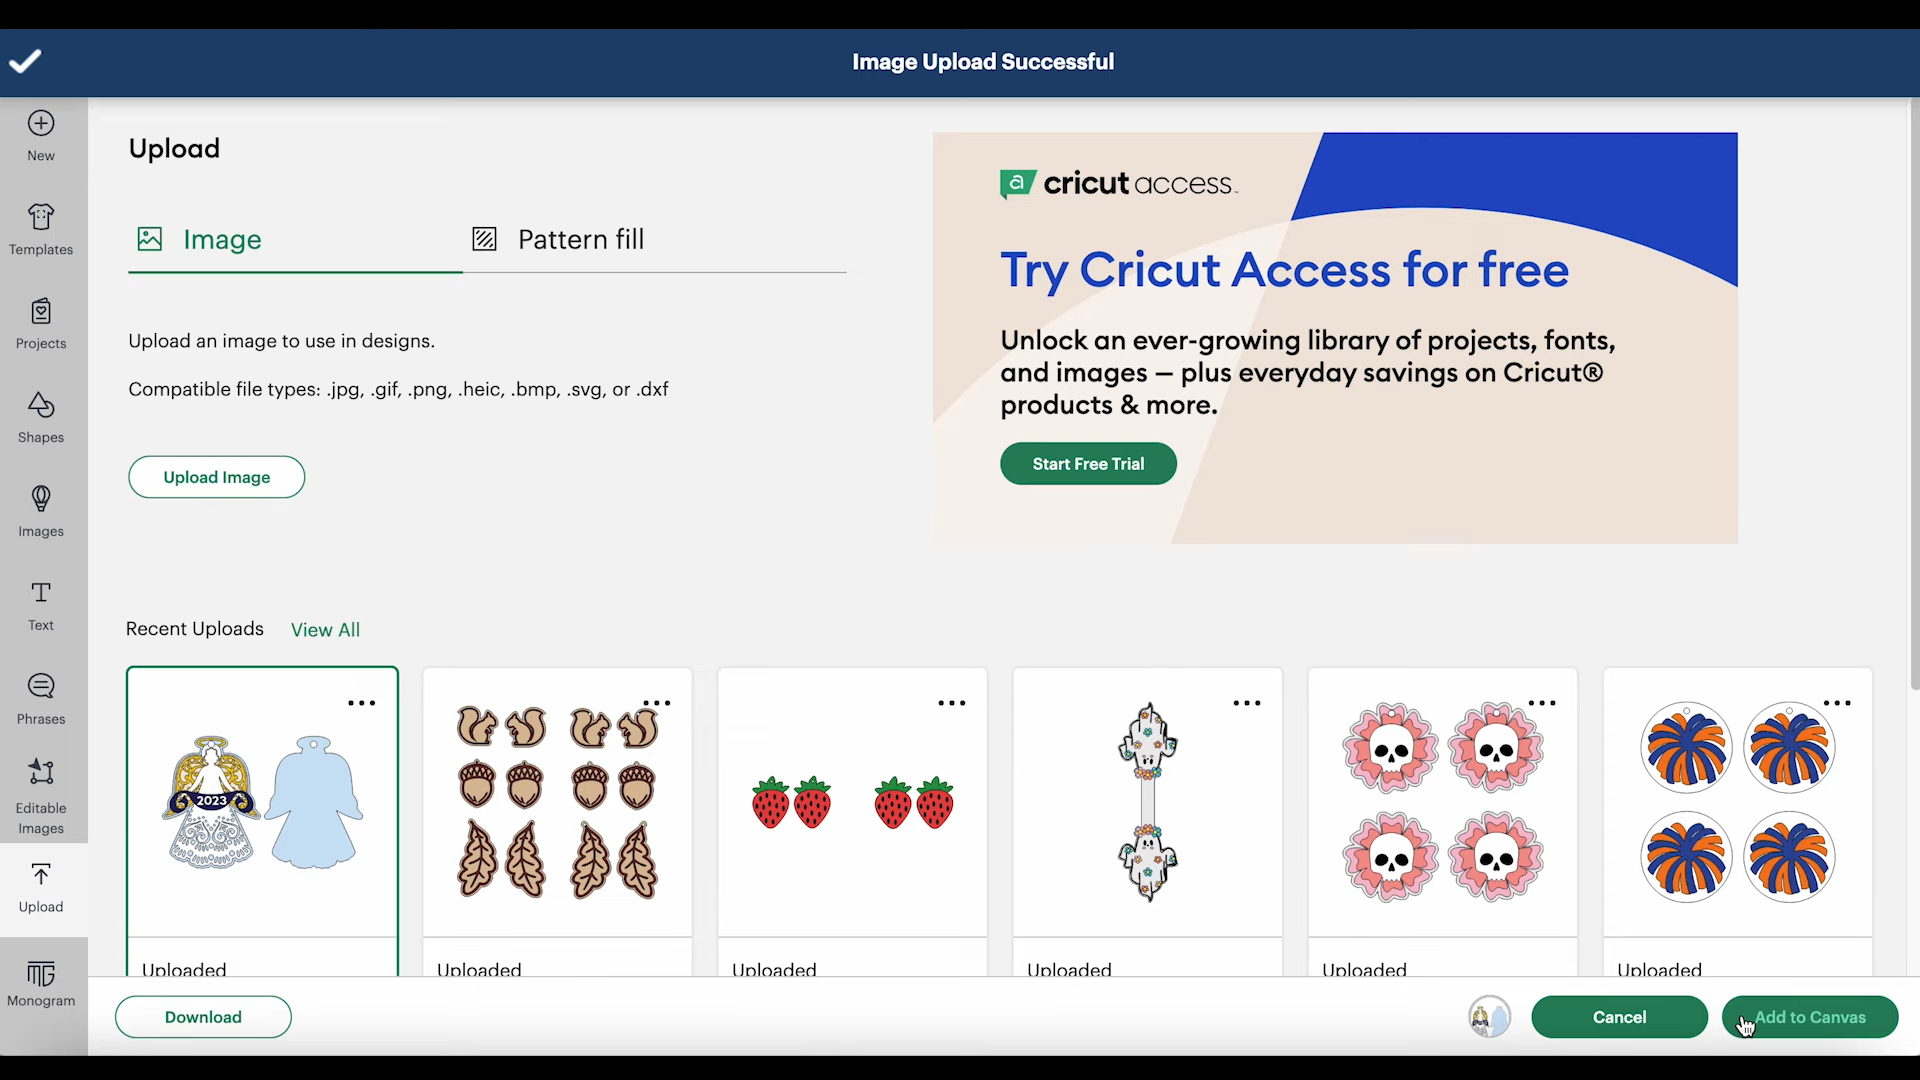 Image Upload Successful
New
Templates
Projects
Shapes
Images
Text
Phrases
Editable
Images
Upload
Monogram
Upload
Image
Pattern fill
Upload an image to use in designs.
Compatible file types: .jpg, .gif, .png, .heic, .bmp, .svg, or .dxf
Upload Image
a cricut access™
Try Cricut Access for free
Unlock an ever-growing library of projects, fonts,
and images — plus everyday savings on Cricut®
products & more.
Start Free Trial
Recent Uploads View All
2023
Uploaded
Uploaded
Uploaded
Uploaded
Uploaded
Uploaded
Download
Cancel
Add to Canvas